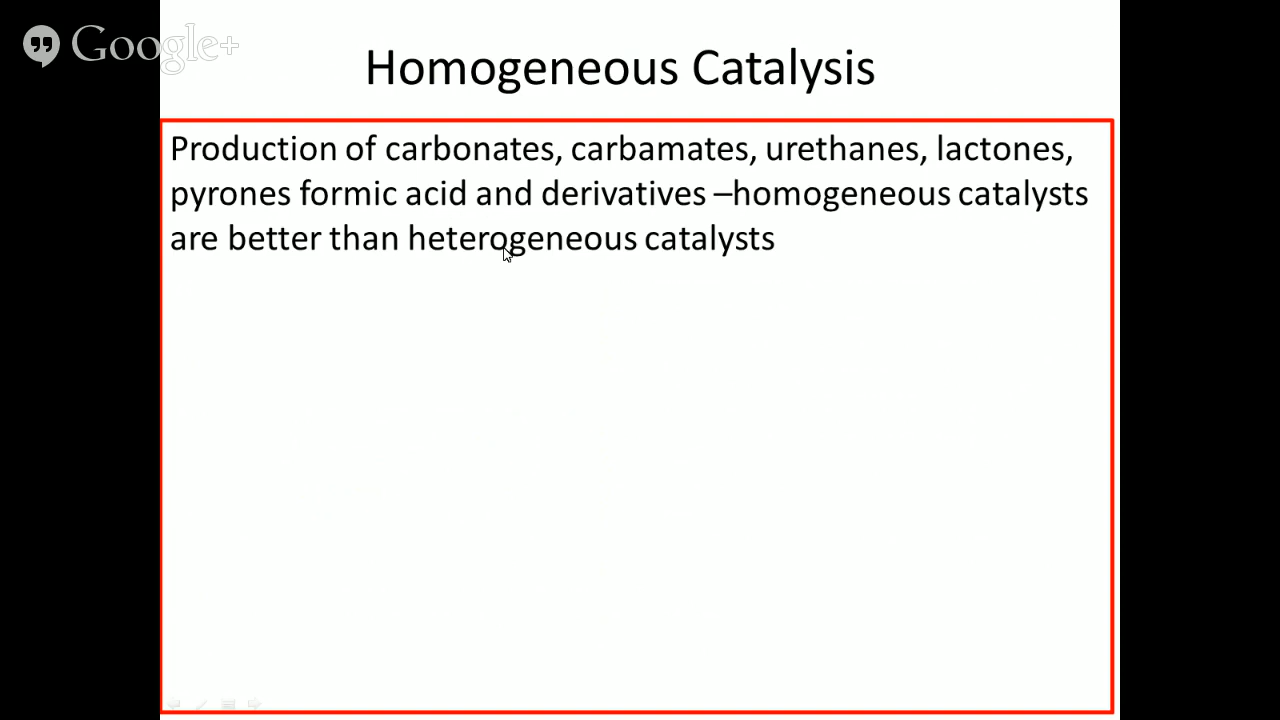 Google+
Homogeneous Catalysis
Production of carbonates, carbamates, urethanes, lactones,
pyrones formic acid and derivatives –homogeneous catalysts
are better than heterogeneous catalysts